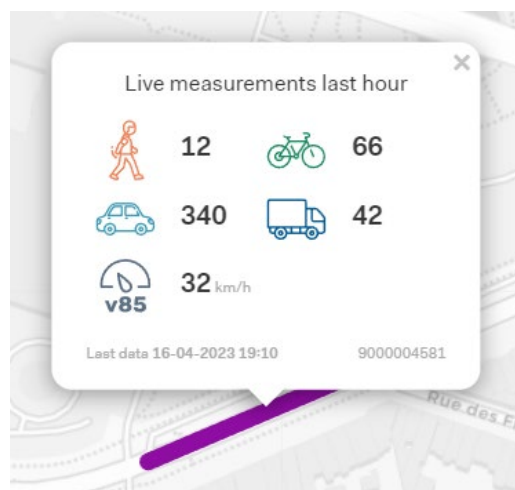 Live measurements last hour
12 66
340 42
32 km/h
v85
Last data 16-04-2023 19:10 9000004581
Rue des F